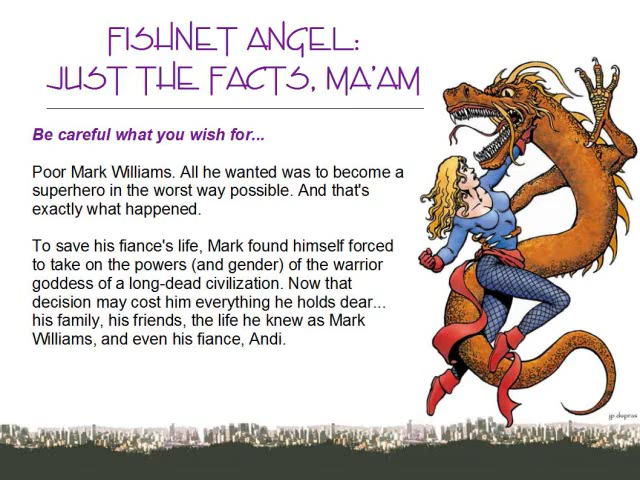 FISHNET ANGEL:
JUST THE FACTS, MA'AM
Be careful what you wish for...
Poor Mark Williams. All he wanted was to become a
superhero in the worst way possible. And that's
exactly what happened.
To save his fiance's life, Mark found himself forced
to take on the powers (and gender) of the warrior
goddess of a long-dead civilization. Now that
decision may cost him everything he holds dear...
his family, his friends, the life he knew as Mark
Williams, and even his fiance, Andi.
jp dupras